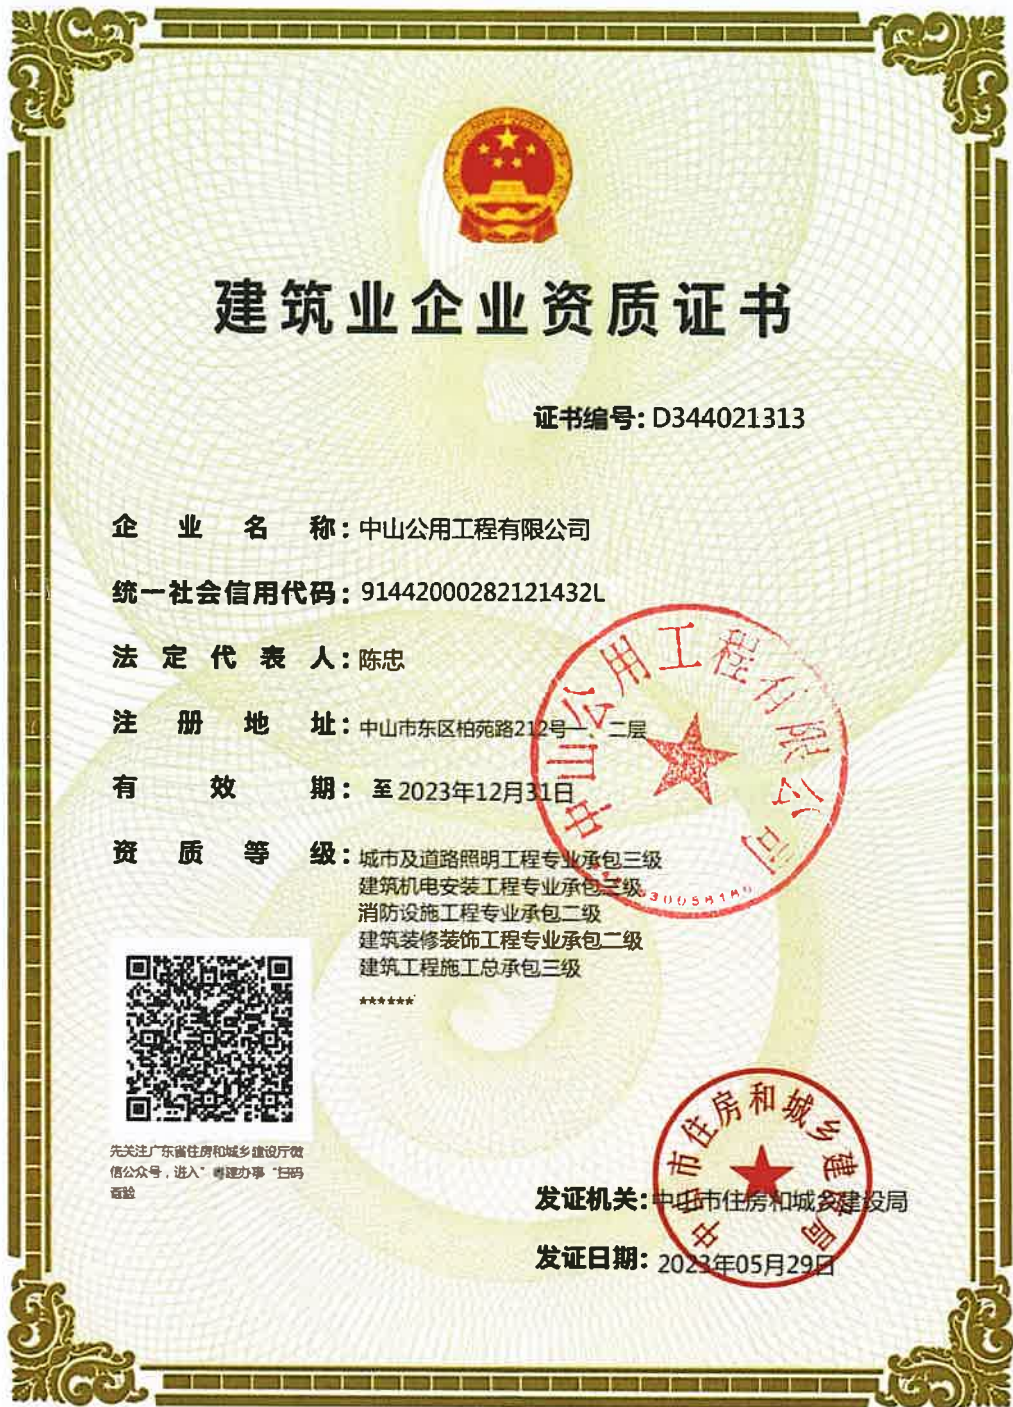 建筑业企业资质证书
证书编号：D344021313
企业名称：中山公用工程有限公司
统一社会信用代码：91442000282121432L
法定代表人：陈忠
注册地址：中山市东区柏苑路212号一、二层
有效期：至2023年12月31日
资质等级：城市及道路照明工程专业承包三级
建筑机电安装工程专业承包三级
消防设施工程专业承包二级
建筑装修装饰工程专业承包二级
建筑工程施工总承包三级
******
中山公用工程有限公司
先关注广东省住房和城乡建设厅微
信公众号，进入“粤建办事”扫码
查验
发证机关：中山市住房和城乡建设局
发证日期：2023年05月29日
中山市住房和城乡建设局